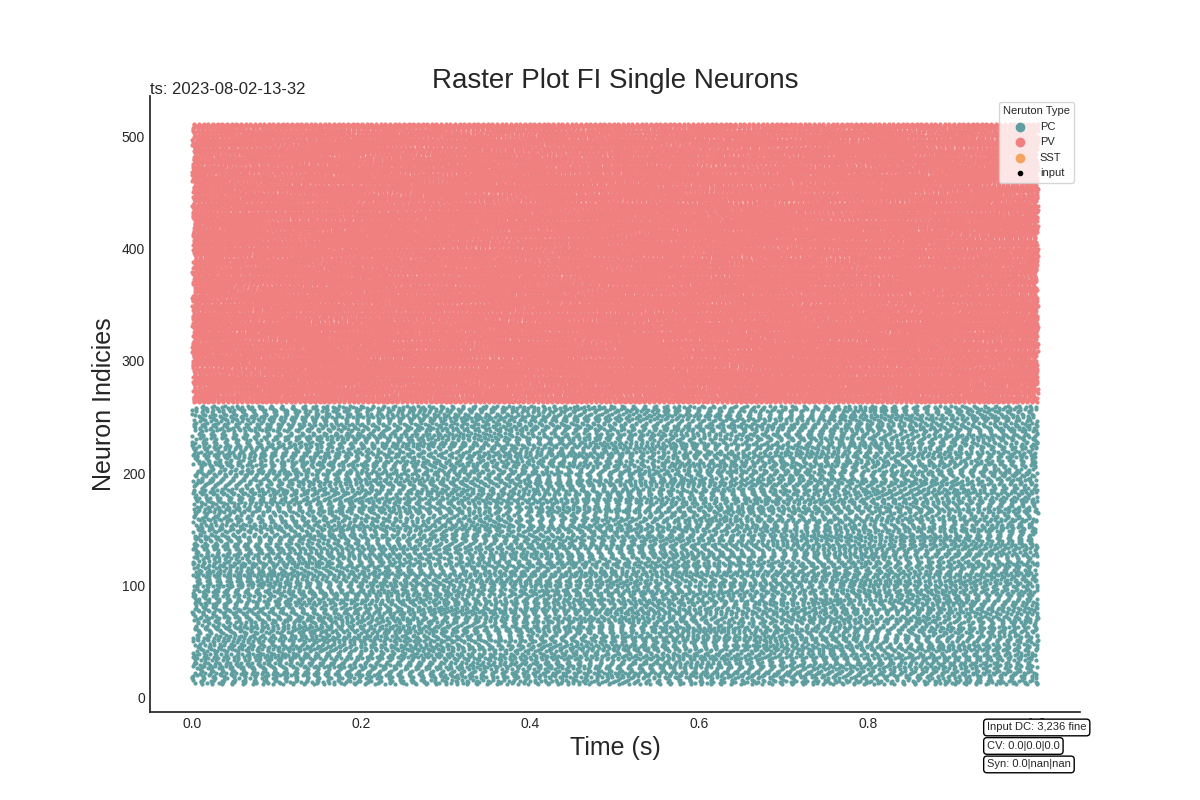 Raster Plot FI Single Neurons
ts: 2023-08-02-13-32
Neruton Type
PC
PV
SST
input
Neuron Indicies
500
400
300
200
100
0
0.0 0.2 0.4 0.6 0.8
Time (s)
Input DC: 3,236 fine
CV: 0.0|0.0|0.0
Syn: 0.0|nan|nan